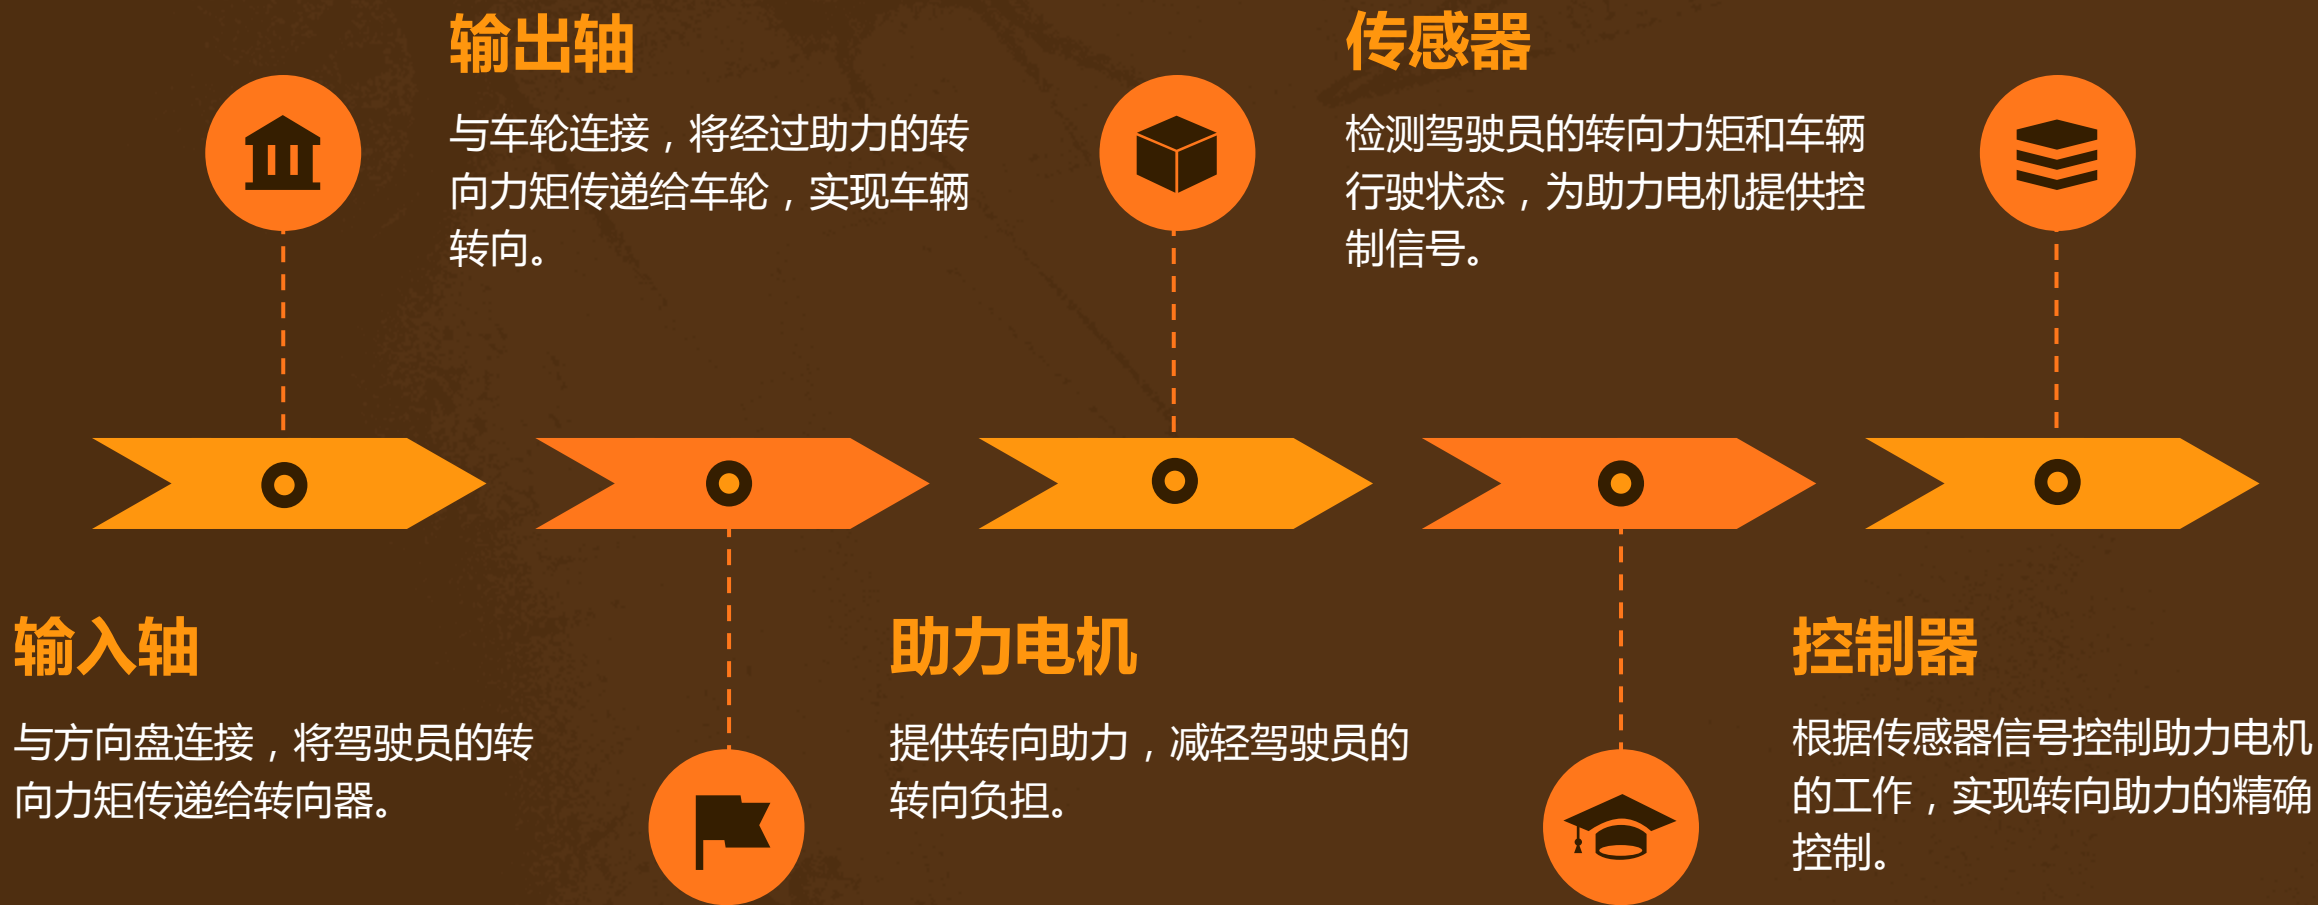 输出轴
与车轮连接，将经过助力的转
向力矩传递给车轮，实现车辆
转向。
传感器
检测驾驶员的转向力矩和车辆
行驶状态，为助力电机提供控
制信号。
输入轴
与方向盘连接，将驾驶员的转
向力矩传递给转向器。
助力电机
提供转向助力，减轻驾驶员的
转向负担。
控制器
根据传感器信号控制助力电机
的工作，实现转向助力的精确
控制。